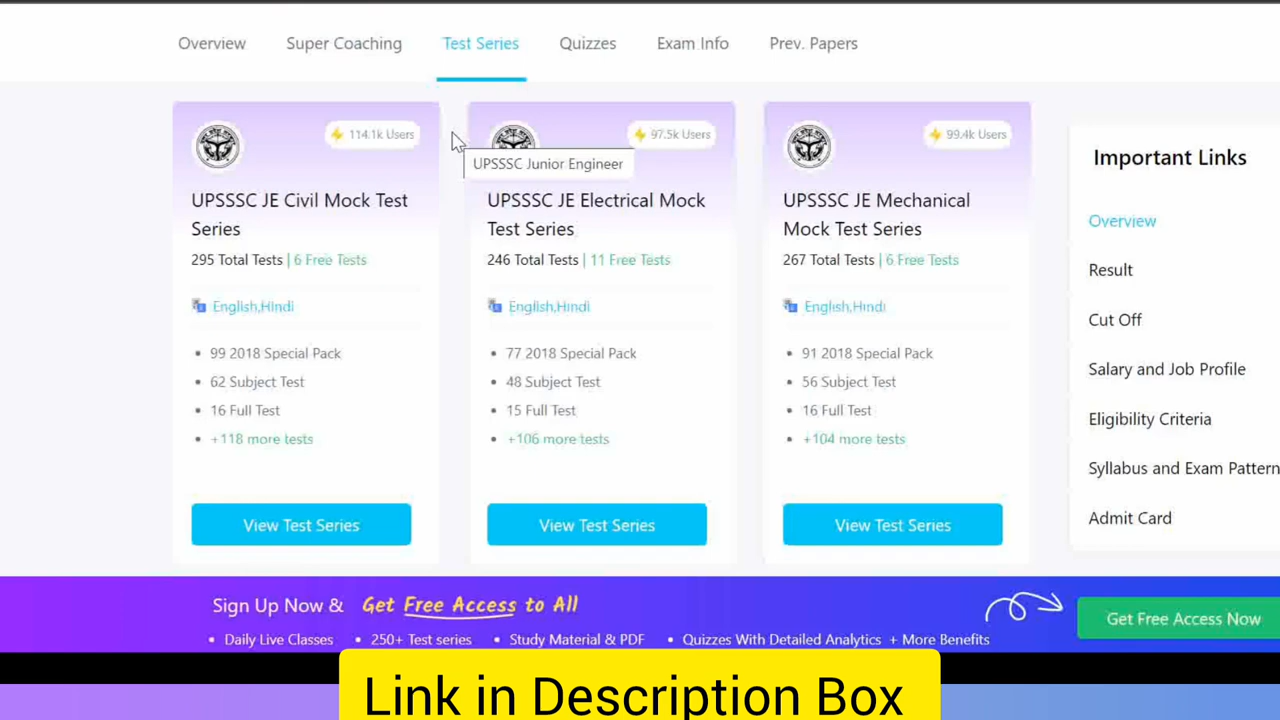 Overview Super Coaching Test Series Quizzes Exam Info Prev. Papers
114.1k Users
UPSSSC JE Civil Mock Test
Series
295 Total Tests | 6 Free Tests
English,Hindi
99 2018 Special Pack
62 Subject Test
16 Full Test
+118 more tests
View Test Series
97.5k Users
UPSSSC Junior Engineer
UPSSSC JE Electrical Mock
Test Series
246 Total Tests | 11 Free Tests
English,Hindi
77 2018 Special Pack
48 Subject Test
15 Full Test
+106 more tests
View Test Series
99.4k Users
UPSSSC JE Mechanical
Mock Test Series
267 Total Tests | 6 Free Tests
English,Hindi
91 2018 Special Pack
56 Subject Test
16 Full Test
+104 more tests
View Test Series
Important Links
Overview
Result
Cut Off
Salary and Job Profile
Eligibility Criteria
Syllabus and Exam Pattern
Admit Card
Sign Up Now & Get Free Access to All
Daily Live Classes • 250+ Test series • Study Material & PDF • Quizzes With Detailed Analytics + More Benefits
Get Free Access Now
Link in Description Box